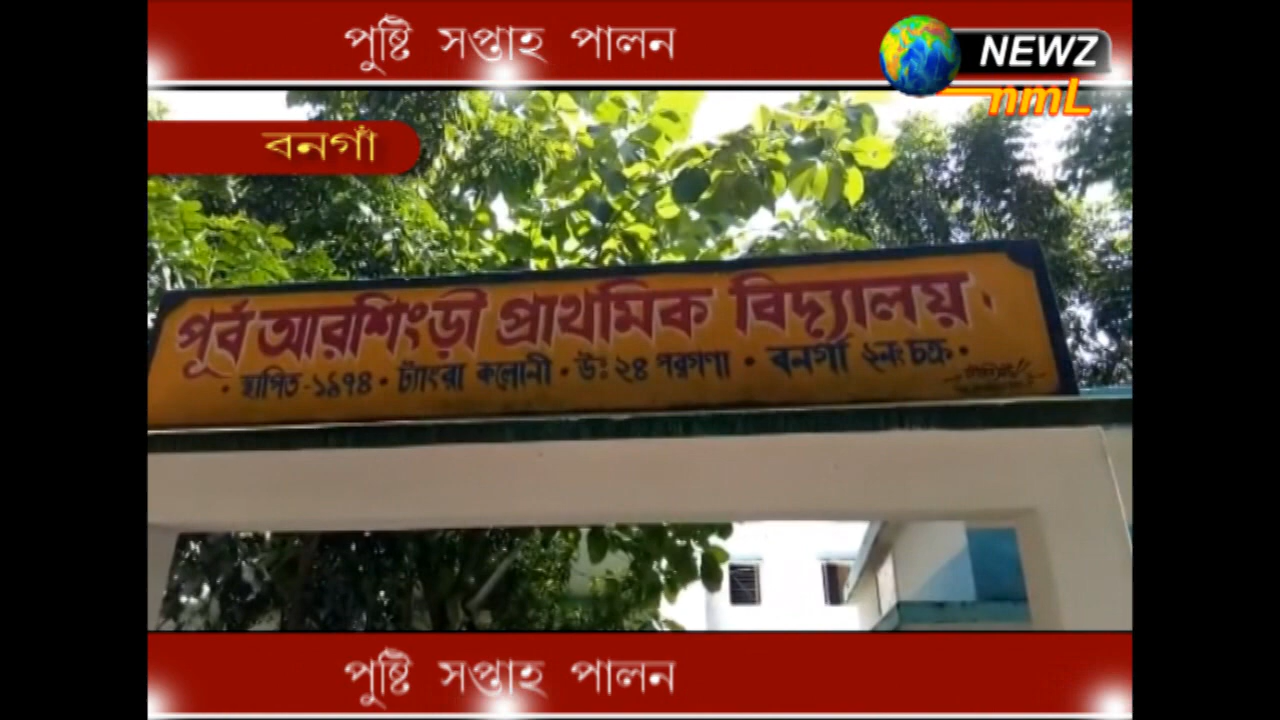 পুষ্টি সপ্তাহ পালন
NEWZ
nmL
বনগাঁ
পূর্ব আরশিংড়ী প্রাথমিক বিদ্যালয়
• স্থাপিত - ১৯৭৪ • ট্যাংরা কলোনী • উঃ ২৪ পরগণা • বনগাঁ ২নং চক্র •
পুষ্টি সপ্তাহ পালন